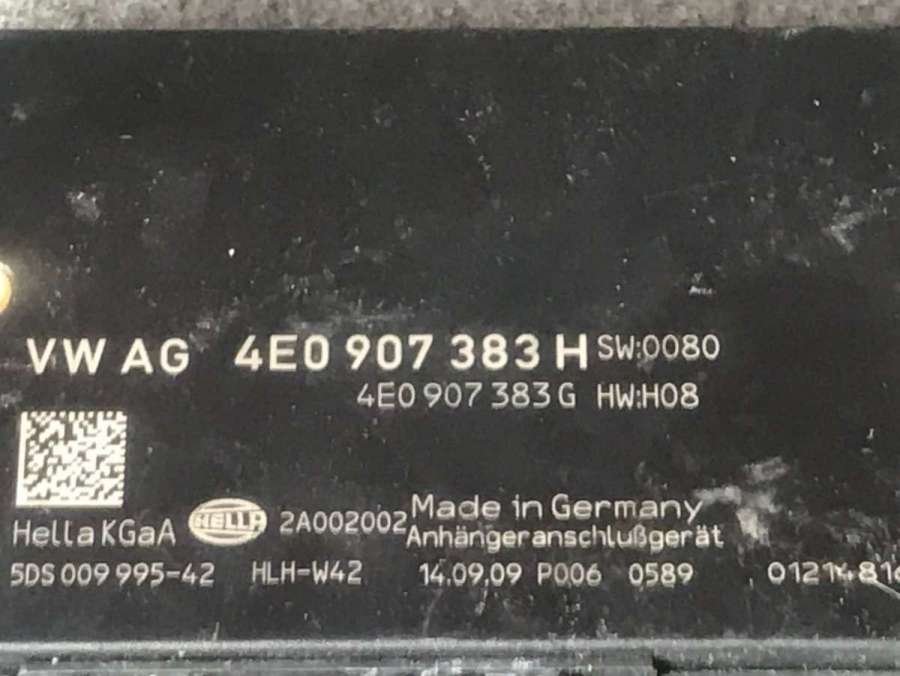 VW AG 4E0 907 383 H SW:0080
4E0 907 383 G HW:H08
Hella KGaA HELLA 2A002002 Made in Germany
Anhängeranschlußgerät
5DS 009 995-42 HLH-W42 14.09.09 P006 0589